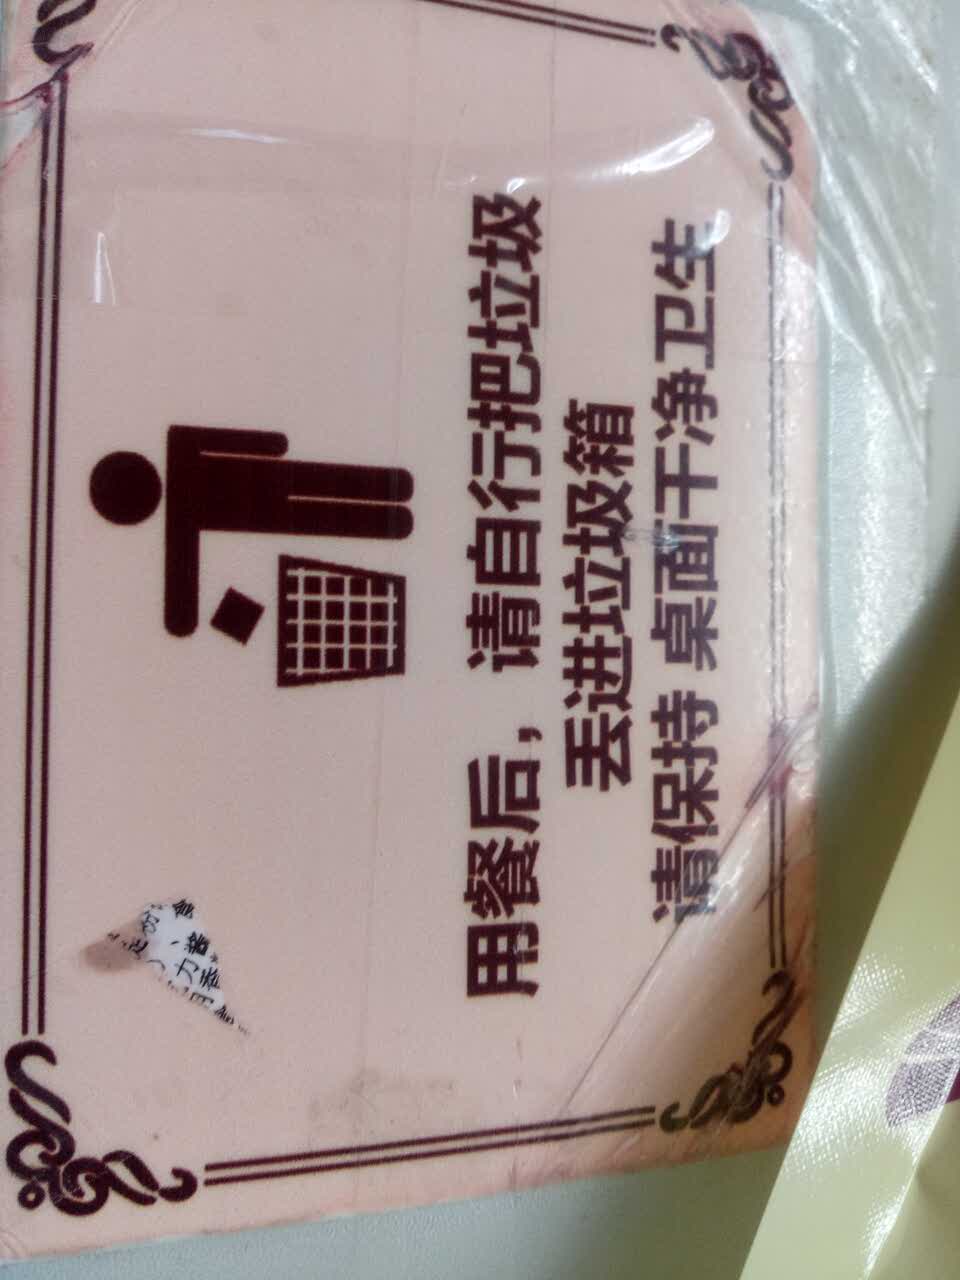 用餐后，请自行把垃圾
丢进垃圾箱
请保持 桌面干净卫生